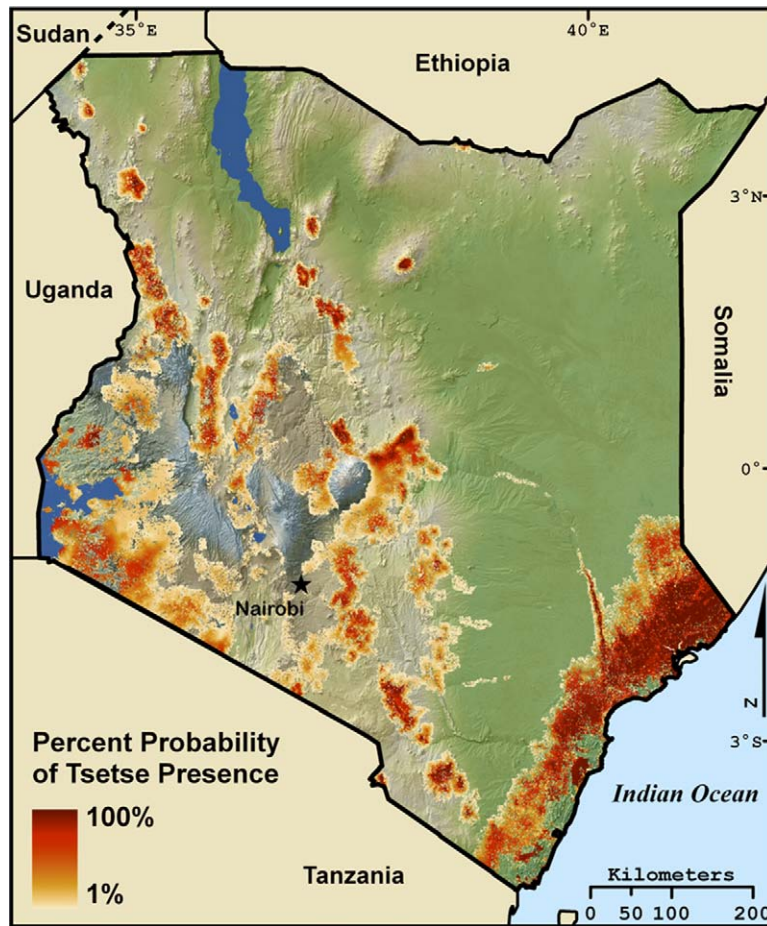 Sudan
35°E
40°E
Ethiopia
3°N
Uganda
Somalia
0°
Nairobi
N
3°S
Percent Probability
of Tsetse Presence
100%
1%
Indian Ocean
Tanzania
Kilometers
0 50 100 200